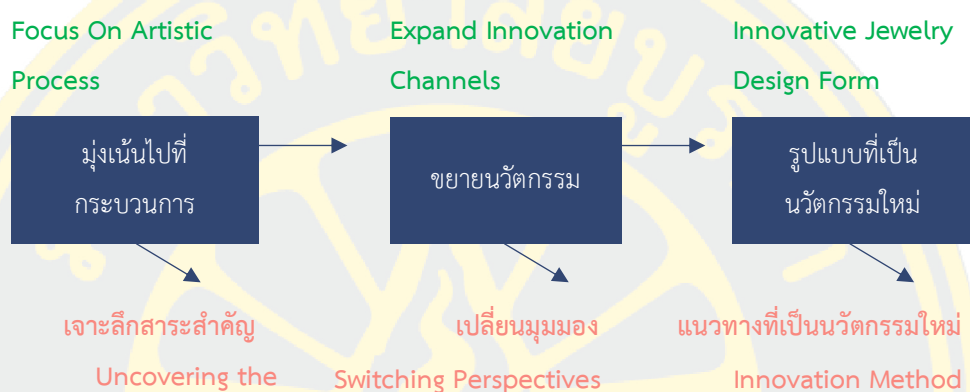 Focus On Artistic
Process
Expand Innovation
Channels
Innovative Jewelry
Design Form
มุ่งเน้นไปที่
กระบวนการ
ขยายนวัตกรรม
รูปแบบที่เป็น
นวัตกรรมใหม่
เจาะลึกสาระสำคัญ
Uncovering the
เปลี่ยนมุมมอง
Switching Perspectives
แนวทางที่เป็นนวัตกรรมใหม่
Innovation Method